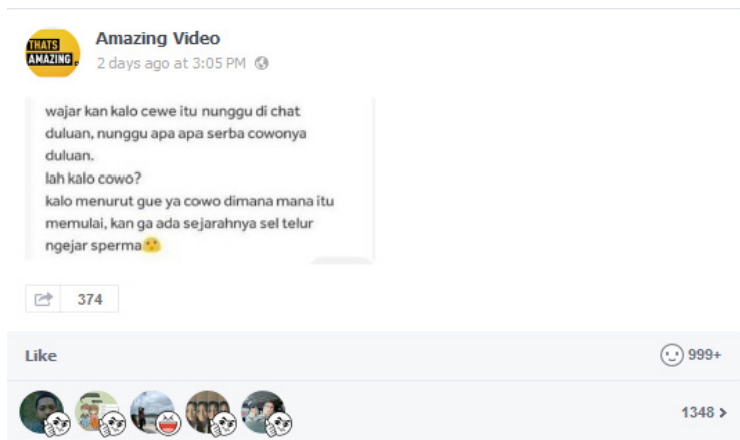 THATS
AMAZING
Amazing Video
2 days ago at 3:05 PM
wajar kan kalo cewe itu nunggu di chat
duluan, nunggu apa apa serba cowonya
duluan.
lah kalo cowo?
kalo menurut gue ya cowo dimana mana itu
memulai, kan ga ada sejarahnya sel telur
ngejar sperma
374
Like
999+
1348